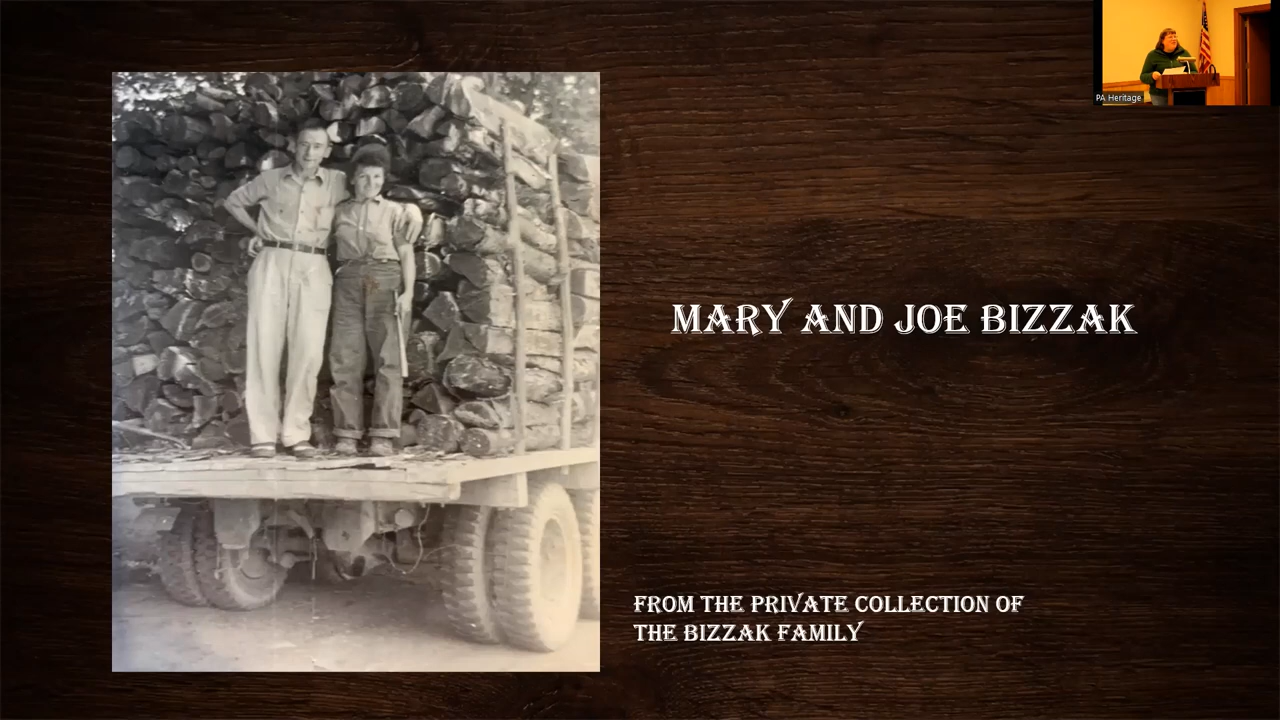 PA Heritage
MARY AND JOE BIZZAK
FROM THE PRIVATE COLLECTION OF
THE BIZZAK FAMILY